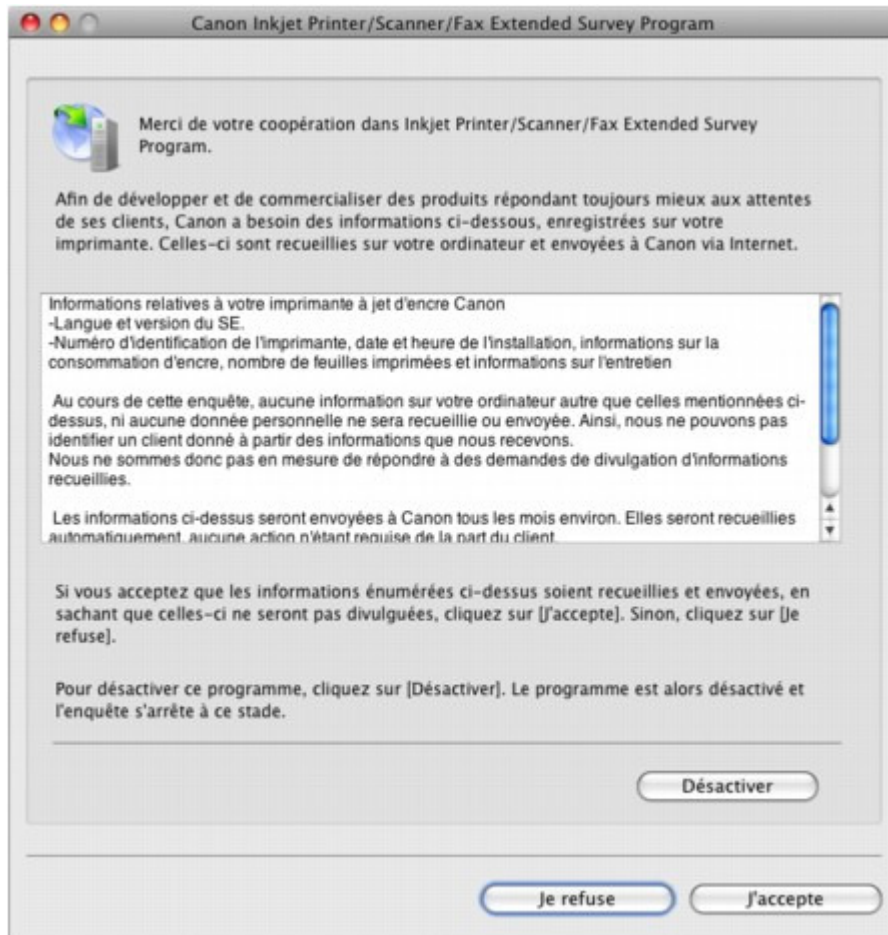 Canon Inkjet Printer/Scanner/Fax Extended Survey Program
Merci de votre coopération dans Inkjet Printer/Scanner/Fax Extended Survey
Program.
Afin de développer et de commercialiser des produits répondant toujours mieux aux attentes
de ses clients, Canon a besoin des informations ci-dessous, enregistrées sur votre
imprimante. Celles-ci sont recueillies sur votre ordinateur et envoyées à Canon via Internet.
Informations relatives à votre imprimante à jet d'encre Canon
-Langue et version du SE.
-Numéro d'identification de l'imprimante, date et heure de l'installation, informations sur la
consommation d'encre, nombre de feuilles imprimées et informations sur l'entretien
Au cours de cette enquête, aucune information sur votre ordinateur autre que celles mentionnées ci-
dessus, ni aucune donnée personnelle ne sera recueillie ou envoyée. Ainsi, nous ne pouvons pas
identifier un client donné à partir des informations que nous recevons.
Nous ne sommes donc pas en mesure de répondre à des demandes de divulgation d'informations
recueillies.
Les informations ci-dessus seront envoyées à Canon tous les mois environ. Elles seront recueillies
automatiquement, aucune action n'étant requise de la part du client
Si vous acceptez que les informations énumérées ci-dessus soient recueillies et envoyées, en
sachant que celles-ci ne seront pas divulguées, cliquez sur [J'accepte]. Sinon, cliquez sur [Je
refuse].
Pour désactiver ce programme, cliquez sur [Désactiver]. Le programme est alors désactivé et
l'enquête s'arrête à ce stade.
Désactiver
Je refuse
J'accepte